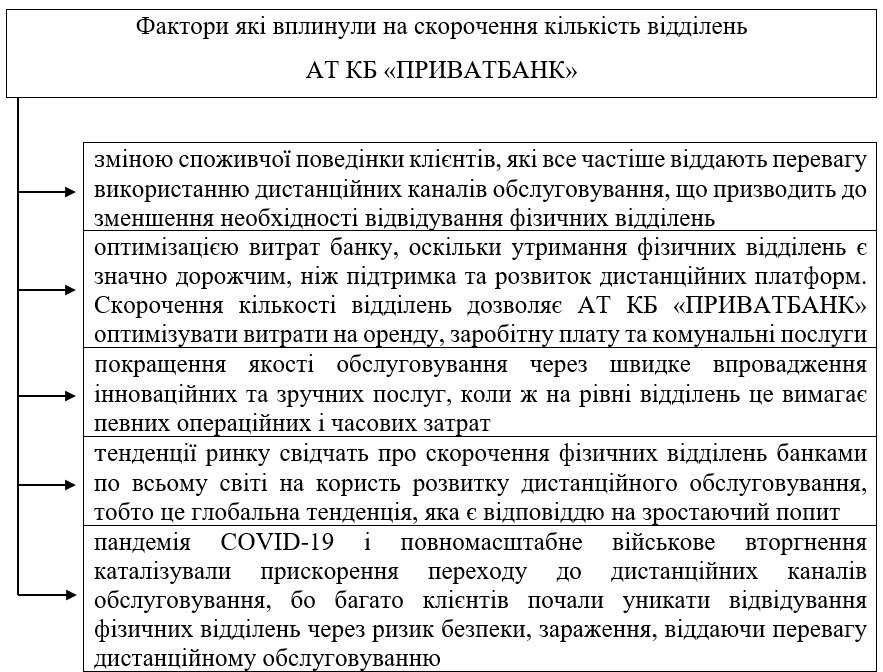 Фактори які вплинули на скорочення кількість відділень
АТ КБ «ПРИВАТБАНК»
зміною споживчої поведінки клієнтів, які все частіше віддають перевагу
використанню дистанційних каналів обслуговування, що призводить до
зменшення необхідності відвідування фізичних відділень
оптимізацією витрат банку, оскільки утримання фізичних відділень є
значно дорожчим, ніж підтримка та розвиток дистанційних платформ.
Скорочення кількості відділень дозволяє АТ КБ «ПРИВАТБАНК»
оптимізувати витрати на оренду, заробітну плату та комунальні послуги
покращення якості обслуговування через швидке впровадження
інноваційних та зручних послуг, коли ж на рівні відділень це вимагає
певних операційних і часових затрат
тенденції ринку свідчать про скорочення фізичних відділень банками
по всьому світі на користь розвитку дистанційного обслуговування,
тобто це глобальна тенденція, яка є відповіддю на зростаючий попит
пандемія COVID-19 і повномасштабне військове вторгнення
каталізували прискорення переходу до дистанційних каналів
обслуговування, бо багато клієнтів почали уникати відвідування
фізичних відділень через ризик безпеки, зараження, віддаючи перевагу
дистанційному обслуговуванню